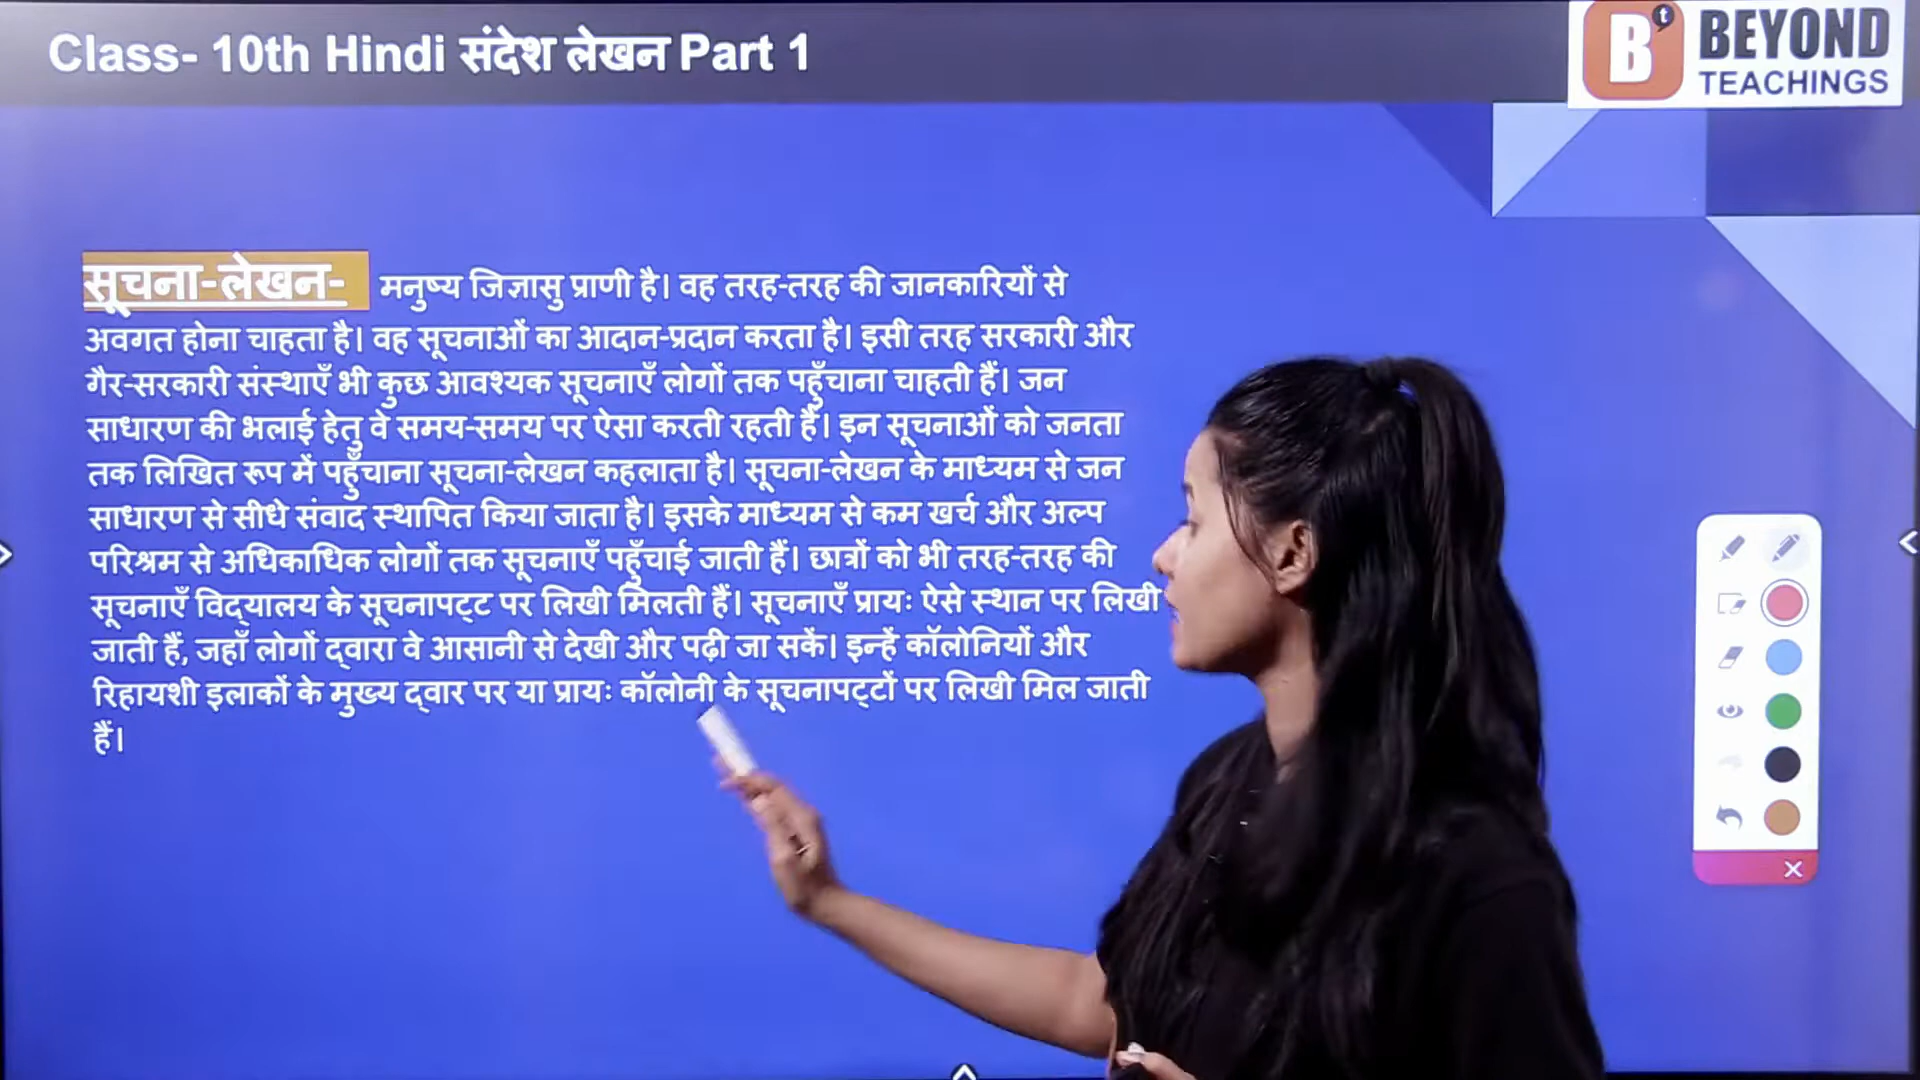 Class- 10th Hindi संदेश लेखन Part 1
B t BEYOND
TEACHINGS
सूचना-लेखन- मनुष्य जिज्ञासु प्राणी है। वह तरह-तरह की जानकारियों से
अवगत होना चाहता है। वह सूचनाओं का आदान-प्रदान करता है। इसी तरह सरकारी और
गैर-सरकारी संस्थाएँ भी कुछ आवश्यक सूचनाएँ लोगों तक पहुँचाना चाहती हैं। जन
साधारण की भलाई हेतु वे समय-समय पर ऐसा करती रहती हैं। इन सूचनाओं को जनता
तक लिखित रूप में पहुँचाना सूचना-लेखन कहलाता है। सूचना-लेखन के माध्यम से जन
साधारण से सीधे संवाद स्थापित किया जाता है। इसके माध्यम से कम खर्च और अल्प
परिश्रम से अधिकाधिक लोगों तक सूचनाएँ पहुँचाई जाती हैं। छात्रों को भी तरह-तरह की
सूचनाएँ विद्यालय के सूचनापट्ट पर लिखी मिलती हैं। सूचनाएँ प्रायः ऐसे स्थान पर लिखी
जाती हैं, जहाँ लोगों द्वारा वे आसानी से देखी और पढ़ी जा सकें। इन्हें कॉलोनियों और
रिहायशी इलाकों के मुख्य द्वार पर या प्रायः कॉलोनी के सूचनापट्टों पर लिखी मिल जाती
हैं।